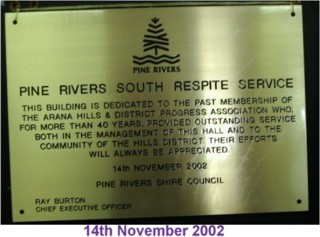 PINE RIVERS
PINE RIVERS SOUTH RESPITE SERVICE
THIS BUILDING IS DEDICATED TO THE PAST MEMBERSHIP OF
THE ARANA HILLS & DISTRICT PROGRESS ASSOCIATION WHO,
FOR MORE THAN 40 YEARS, PROVIDED OUTSTANDING SERVICE
BOTH IN THE MANAGEMENT OF THIS HALL AND TO THE
COMMUNITY OF THE HILLS DISTRICT. THEIR EFFORTS
WILL ALWAYS BE APPRECIATED.
14TH NOVEMBER 2002
PINE RIVERS SHIRE COUNCIL
RAY BURTON
CHIEF EXECUTIVE OFFICER
14th November 2002